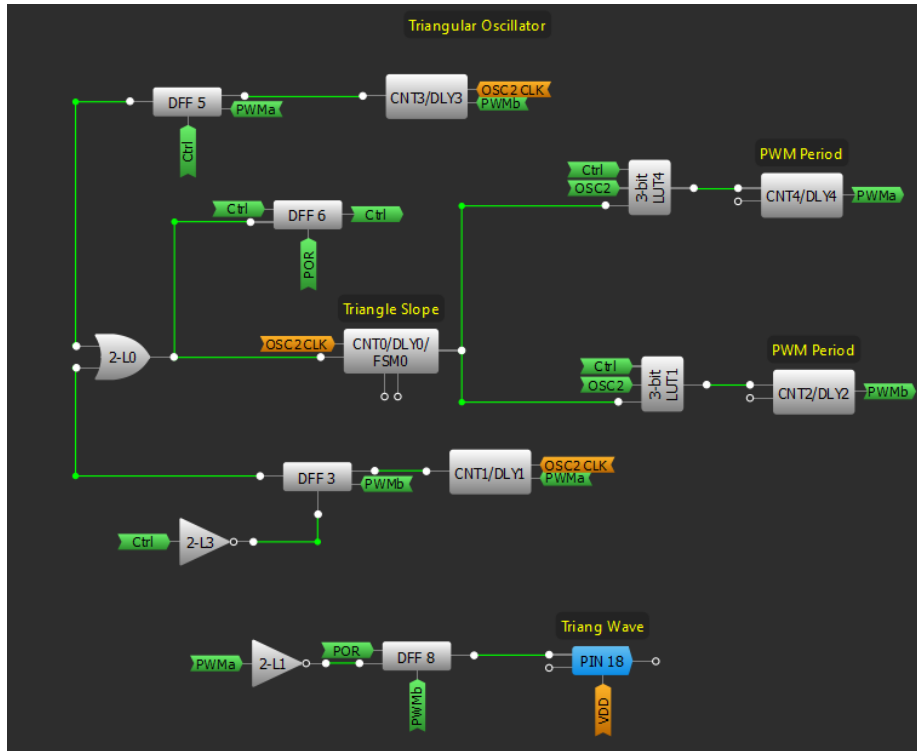 Triangular Oscillator
DFF 5
PWMa
Ctrl
CNT3/DLY3
OSC2 CLK
PWMb
Ctrl
DFF 6
Ctrl
POR
Ctrl
OSC2
3-bit
LUT4
PWM Period
CNT4/DLY4
PWMa
2-L0
Triangle Slope
OSC2 CLK
CNT0/DLY0/
FSM0
Ctrl
OSC2
3-bit
LUT1
PWM Period
CNT2/DLY2
PWMb
DFF 3
PWMb
CNT1/DLY1
OSC2 CLK
PWMa
Ctrl
2-L3
Triang Wave
PWMa
2-L1
POR
DFF 8
PWMb
PIN 18
VDD